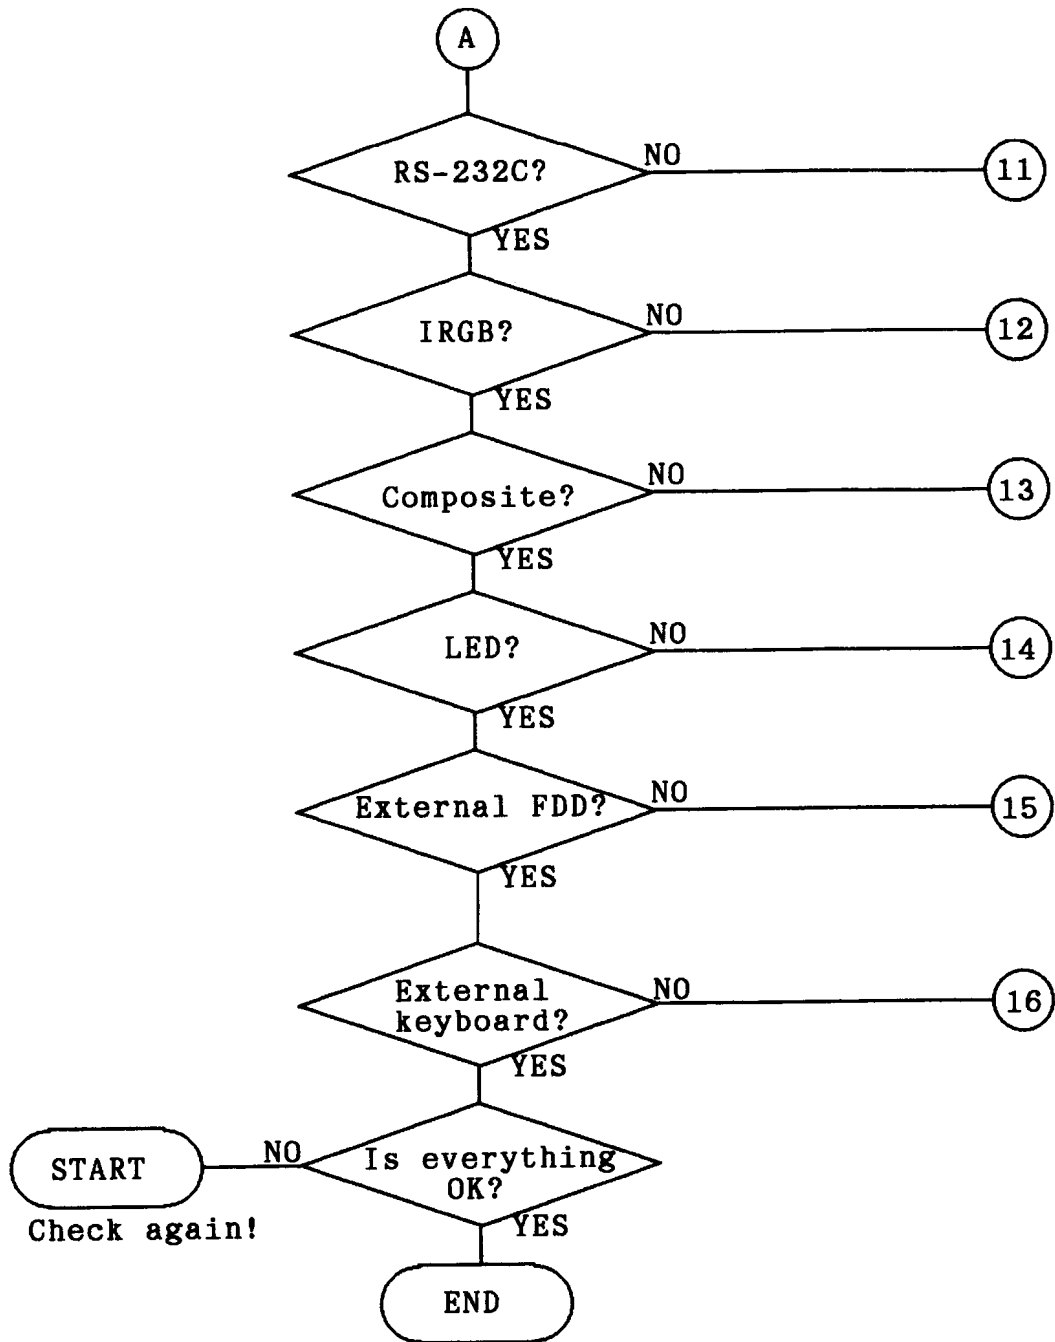 A
RS-232C?
NO
11
YES
IRGB?
NO
12
YES
Composite?
NO
13
YES
LED?
NO
14
YES
External FDD?
NO
15
YES
External
keyboard?
NO
16
YES
START
NO
Is everything
OK?
Check again!
YES
END